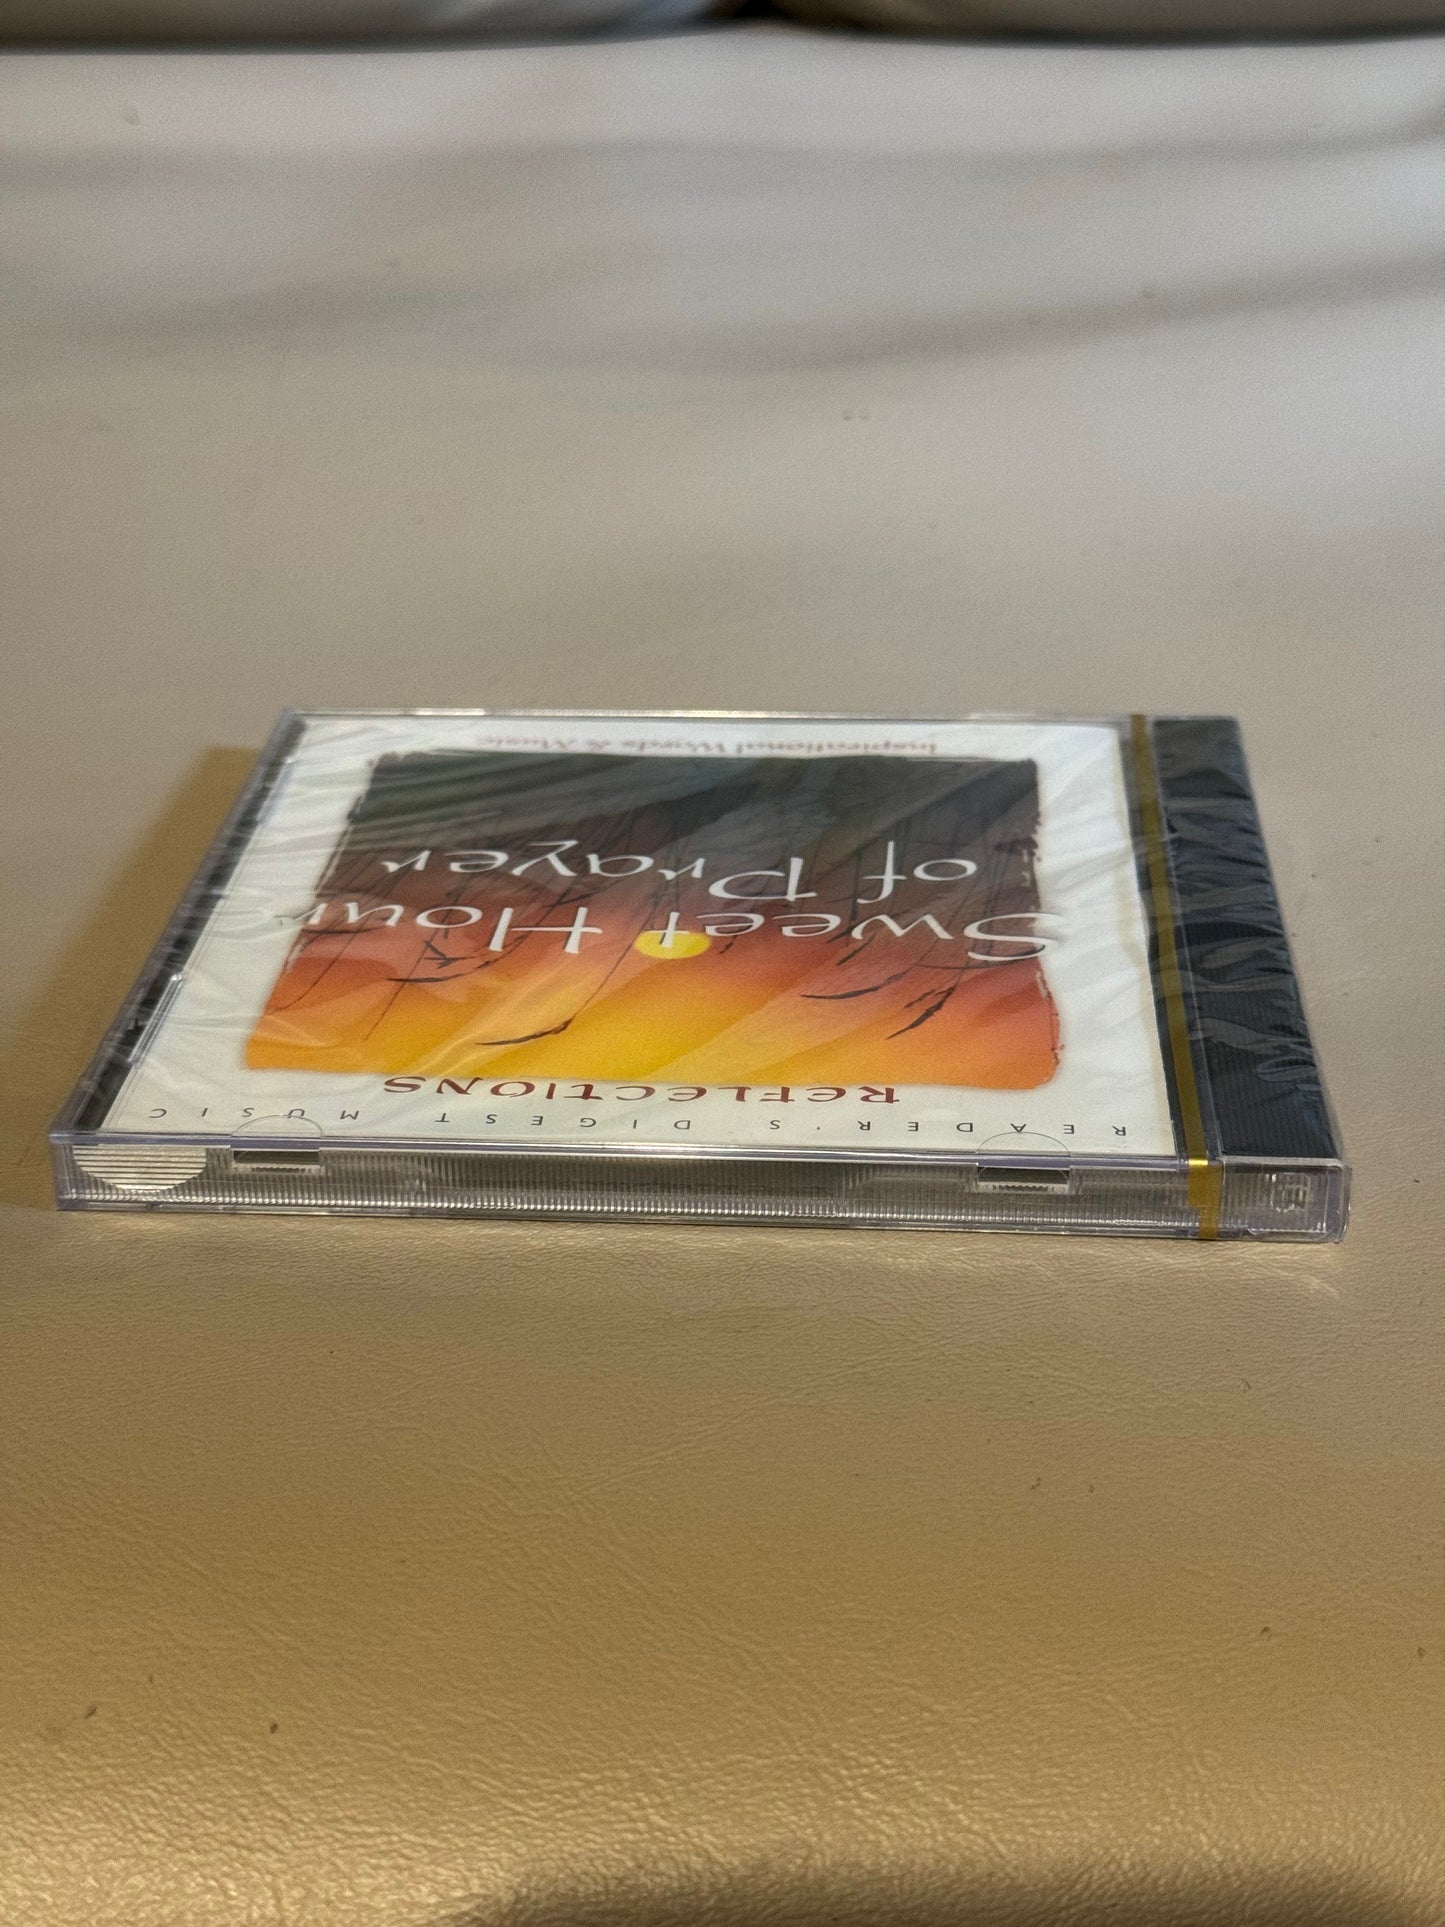 READER'S DIGEST MUSIC
REFLECTIONS
Sweet Hour
of Prayer
Inspirational Words & Music